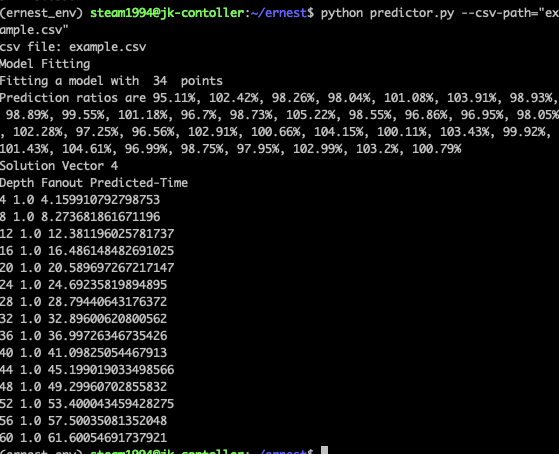 (ernest_env) steam1994@jk-contoller:~/ernest$ python predictor.py --csv-path="ex
ample.csv"
csv file: example.csv
Model Fitting
Fitting a model with  34  points
Prediction ratios are 95.11%, 102.42%, 98.26%, 98.04%, 101.08%, 103.91%, 98.93%,
 98.89%, 99.55%, 101.18%, 96.7%, 98.73%, 105.22%, 98.55%, 96.86%, 96.95%, 98.05%
, 102.28%, 97.25%, 96.56%, 102.91%, 100.66%, 104.15%, 100.11%, 103.43%, 99.92%,
101.43%, 104.61%, 96.99%, 98.75%, 97.95%, 102.99%, 103.2%, 100.79%
Solution Vector 4
Depth Fanout Predicted-Time
4 1.0 4.159910792798753
8 1.0 8.273681861671196
12 1.0 12.381196025781737
16 1.0 16.486148482691025
20 1.0 20.589697267217147
24 1.0 24.69235819894895
28 1.0 28.79440643176372
32 1.0 32.89600620800562
36 1.0 36.99726346735426
40 1.0 41.09825054467913
44 1.0 45.199019033498566
48 1.0 49.29960702855832
52 1.0 53.400043459428275
56 1.0 57.50035081352048
60 1.0 61.60054691737921
(ernest_env) steam1994@jk-contoller:~/ernest$